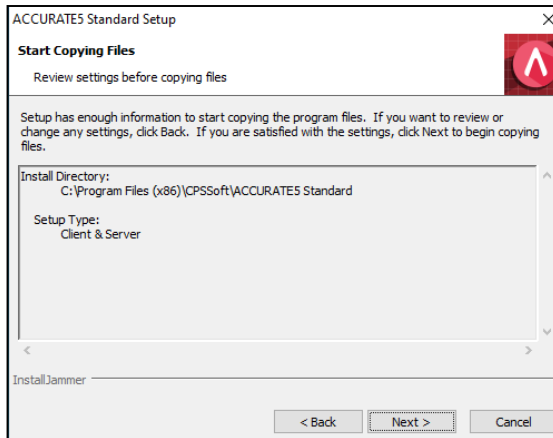 ACCURATE5 Standard Setup
Start Copying Files
Review settings before copying files
Setup has enough information to start copying the program files. If you want to review or
change any settings, click Back. If you are satisfied with the settings, click Next to begin copying
files.
Install Directory:
C:\Program Files (x86)\CPSSoft\ACCURATE5 Standard
Setup Type:
Client & Server
InstallJammer
< Back
Next >
Cancel